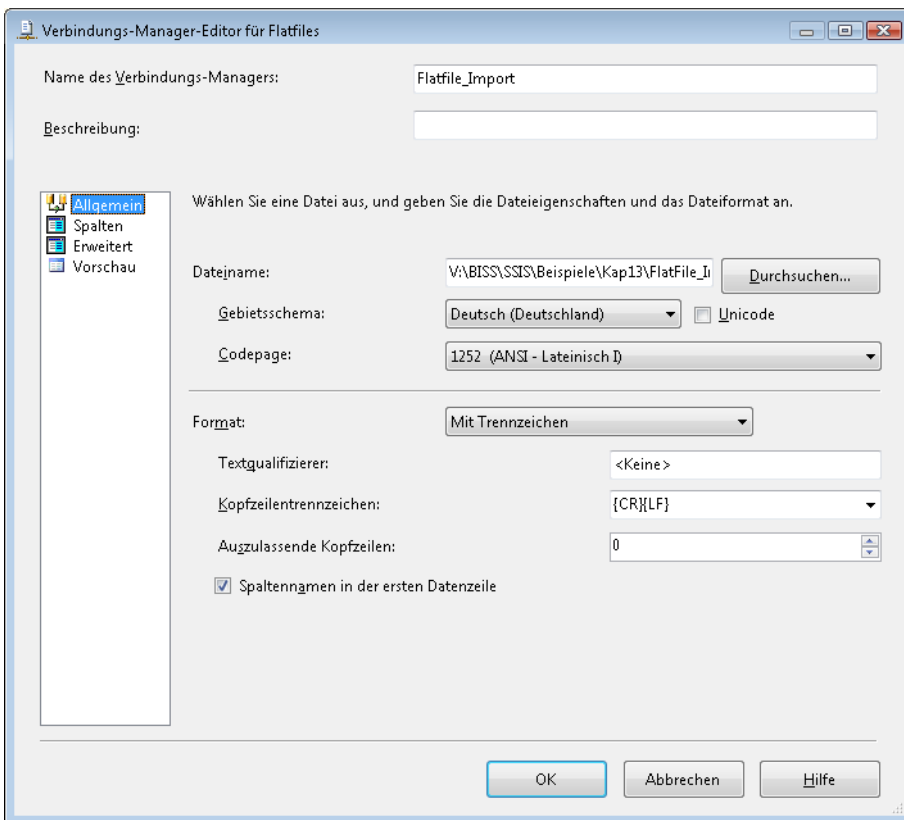 Verbindungs-Manager-Editor für Flatfiles
Name des Verbindungs-Managers: Flatfile_Import
Beschreibung:
Allgemein
Spalten
Erweitert
Vorschau
Wählen Sie eine Datei aus, und geben Sie die Dateieigenschaften und das Dateiformat an.
Dateiname: V:\BISS\SSIS\Beispiele\Kap13\FlatFile_I Durchsuchen...
Gebietsschema: Deutsch (Deutschland) Unicode
Codepage: 1252 (ANSI - Lateinisch I)
Format: Mit Trennzeichen
Textqualifizierer: <Keine>
Kopfzeilentrennzeichen: {CR}{LF}
Auszulassende Kopfzeilen: 0
Spaltennamen in der ersten Datenzeile
OK Abbrechen Hilfe